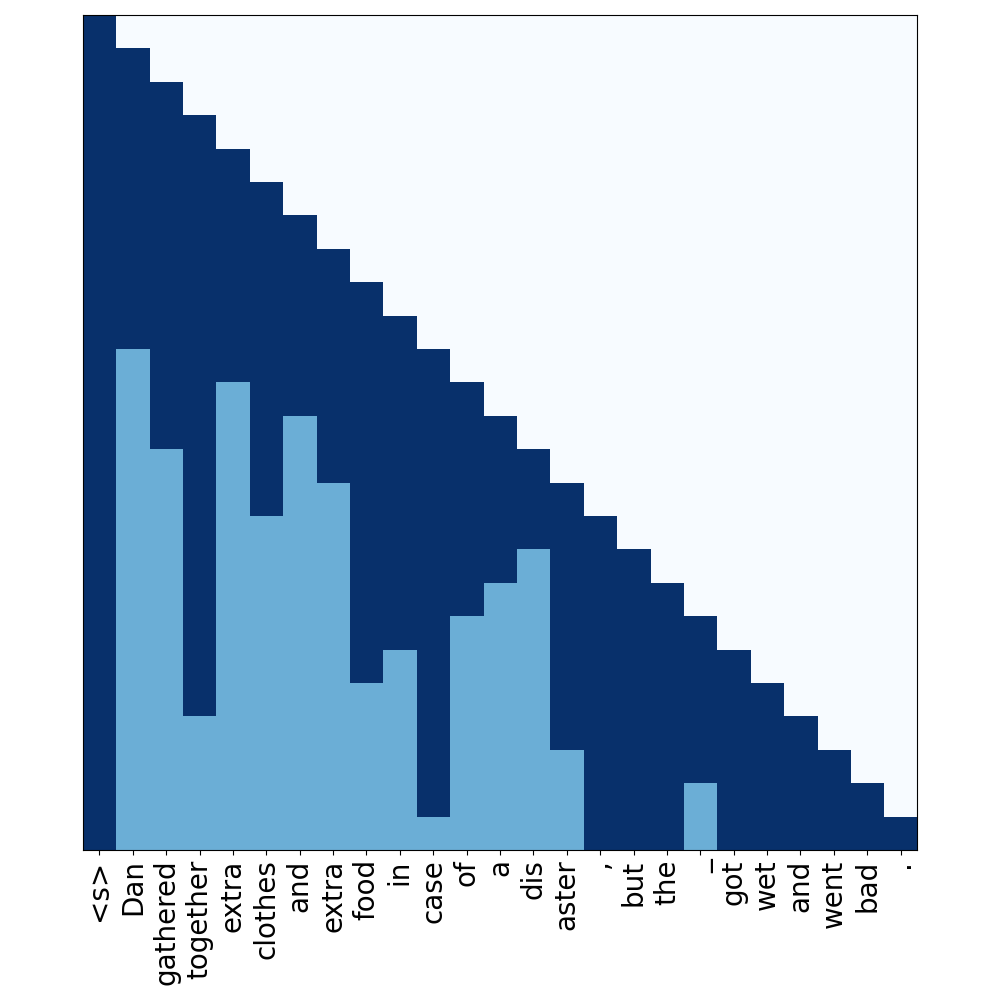 <s> Dan gathered together extra clothes and extra food in case of a dis aster , but the _ got wet and went bad .